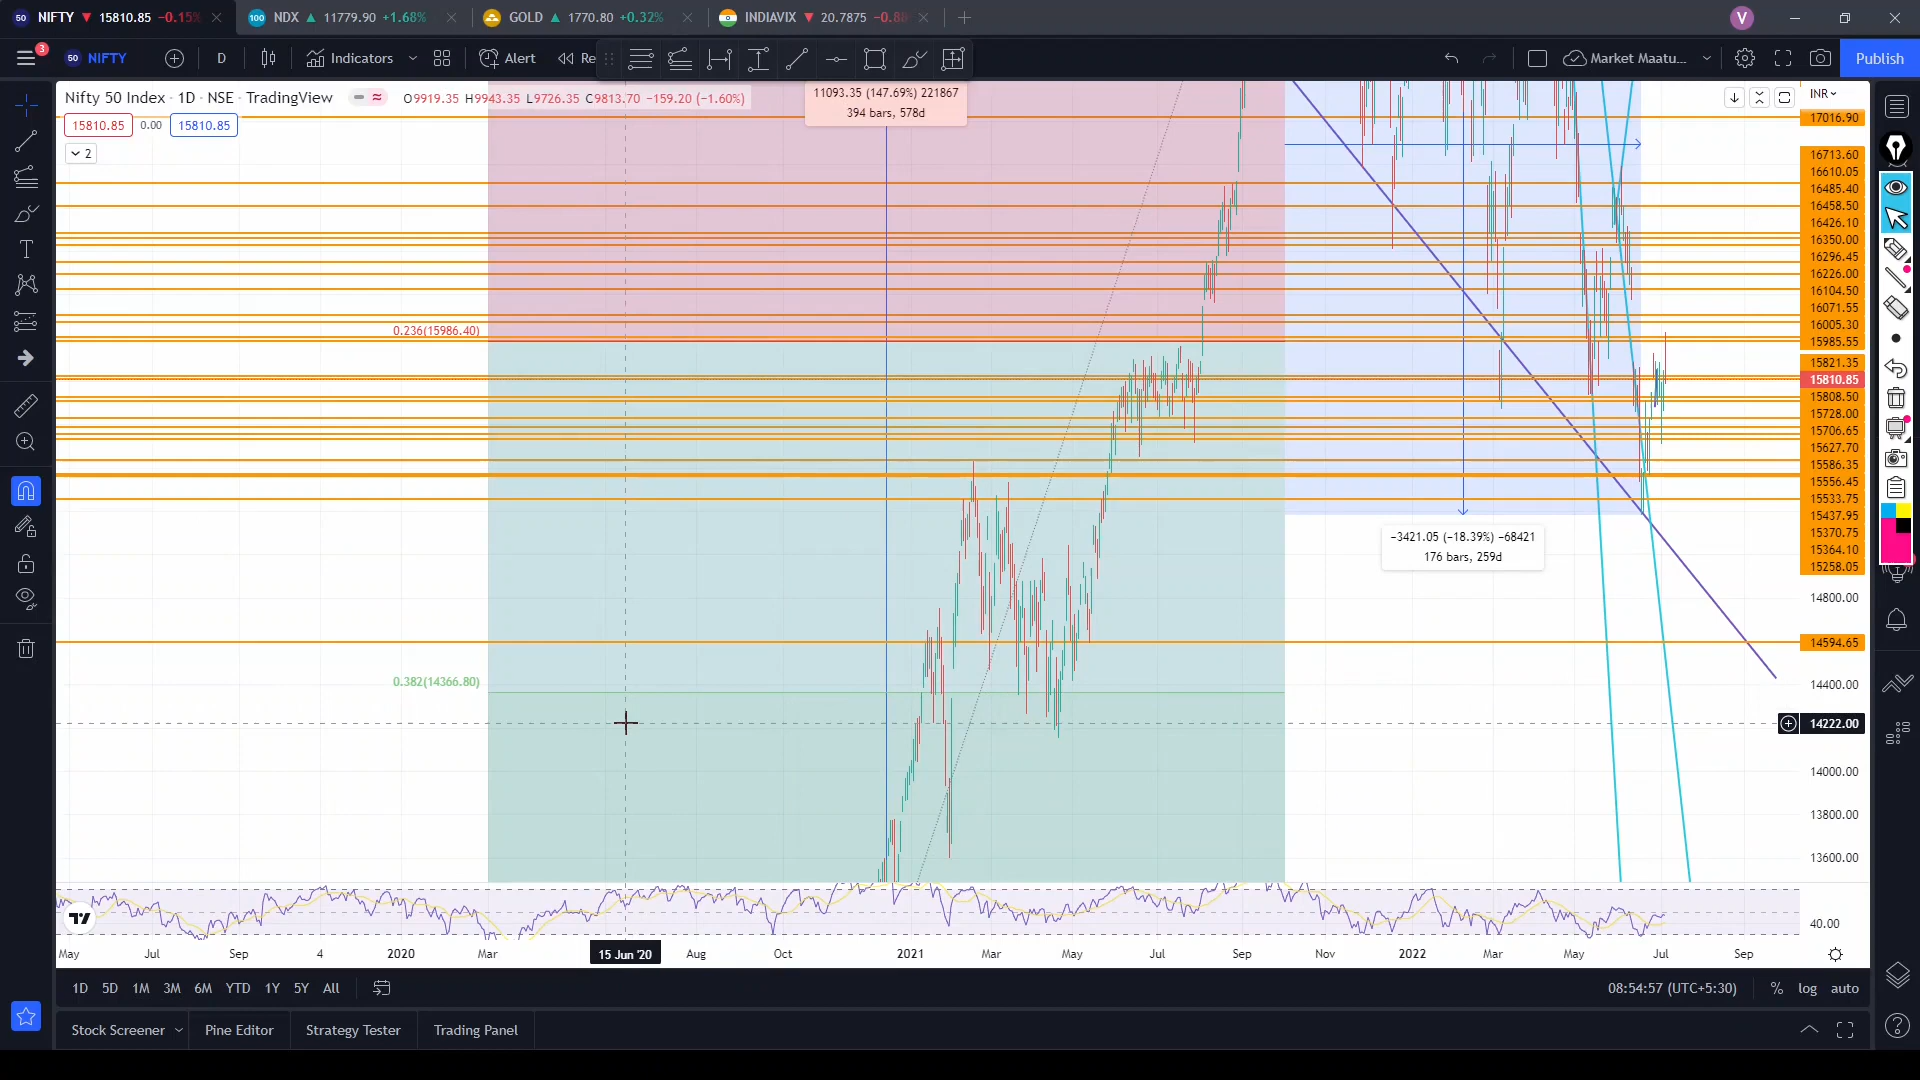 50 NIFTY ▼ 15810.85 −0.15%
100 NDX ▲ 11779.90 +1.68%
GOLD ▲ 1770.80 +0.32%
INDIAVIX ▼ 20.7875
V
3
50 NIFTY
D
Indicators
Alert
Re
Market Maatu...
Publish
Nifty 50 Index · 1D · NSE · TradingView
O9919.35 H9943.35 L9726.35 C9813.70 −159.20 (−1.60%)
15810.85 0.00 15810.85
2
11093.35 (147.69%) 221867
394 bars, 578d
0.236(15986.40)
0.382(14366.80)
−3421.05 (−18.39%) −68421
176 bars, 259d
INR
17016.90
16713.60
16610.05
16485.40
16458.50
16426.10
16350.00
16296.45
16226.00
16104.50
16071.55
16005.30
15985.55
15821.35
15810.85
15808.50
15728.00
15706.65
15627.70
15586.35
15556.45
15533.75
15437.95
15370.75
15364.10
15258.05
14800.00
14594.65
14400.00
14222.00
14000.00
13800.00
13600.00
40.00
May Jul Sep 4 2020 Mar 15 Jun '20 Aug Oct 2021 Mar May Jul Sep Nov 2022 Mar May Jul Sep
1D 5D 1M 3M 6M YTD 1Y 5Y All
08:54:57 (UTC+5:30) % log auto
Stock Screener Pine Editor Strategy Tester Trading Panel